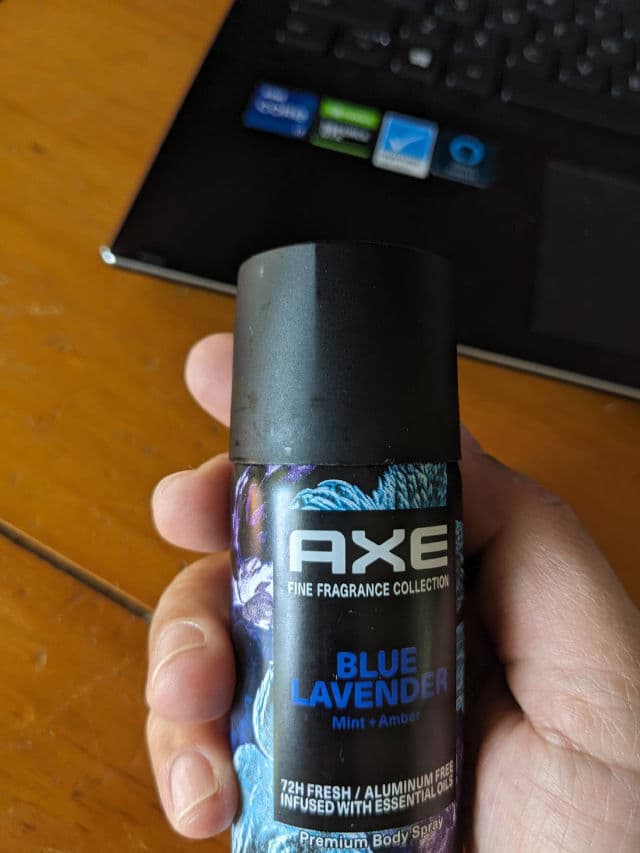 CORE
AXE
FINE FRAGRANCE COLLECTION
BLUE
LAVENDER
Mint + Amber
72H FRESH / ALUMINUM FREE
INFUSED WITH ESSENTIAL OILS
Premium Body Spray